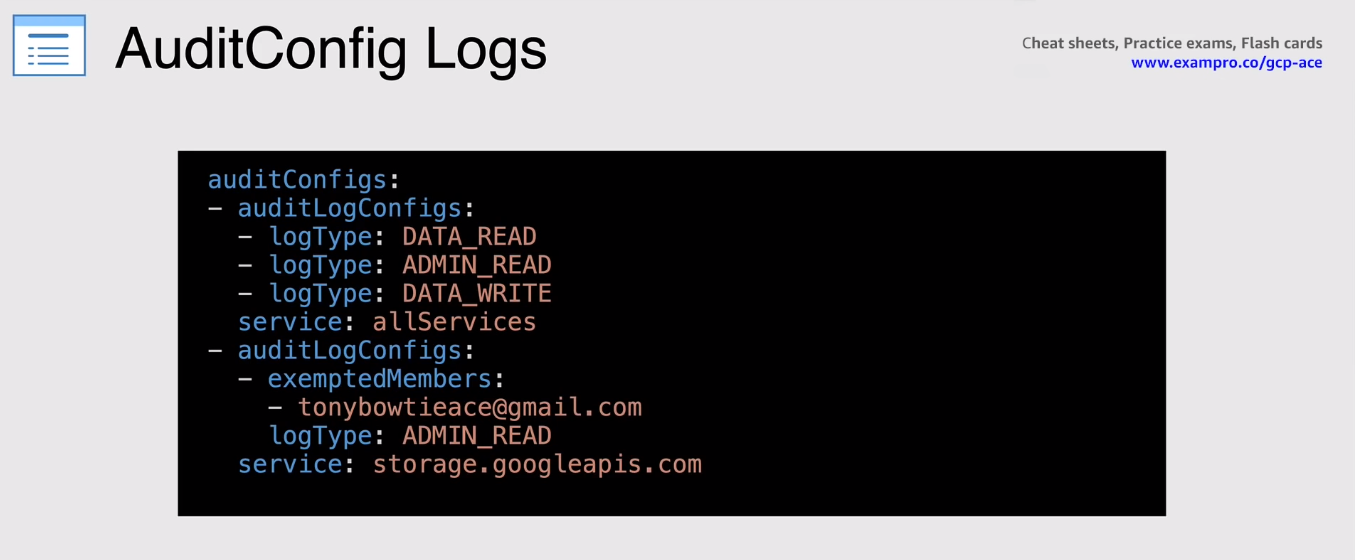 AuditConfig Logs
Cheat sheets, Practice exams, Flash cards
www.exampro.co/gcp-ace
auditConfigs:
- auditLogConfigs:
  - logType: DATA_READ
  - logType: ADMIN_READ
  - logType: DATA_WRITE
  service: allServices
- auditLogConfigs:
  - exemptedMembers:
    - tonybowtieace@gmail.com
    logType: ADMIN_READ
  service: storage.googleapis.com